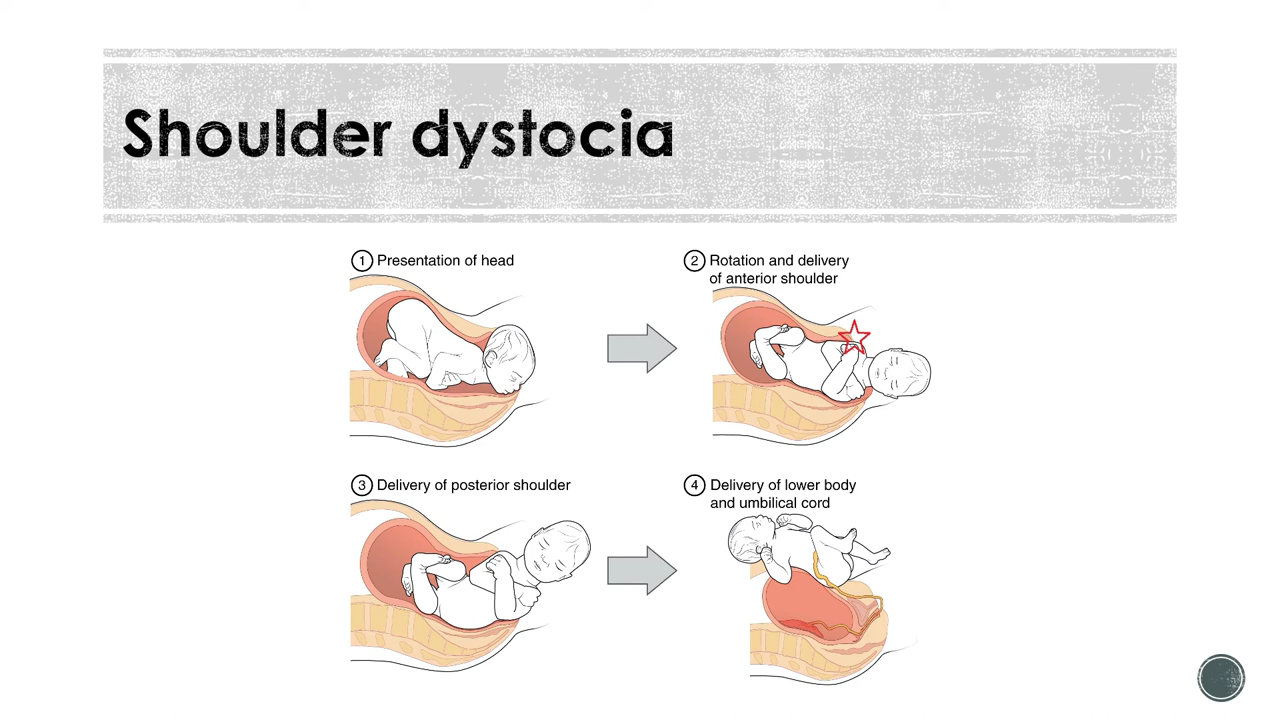 Shoulder dystocia
1 Presentation of head
2 Rotation and delivery
of anterior shoulder
3 Delivery of posterior shoulder
4 Delivery of lower body
and umbilical cord